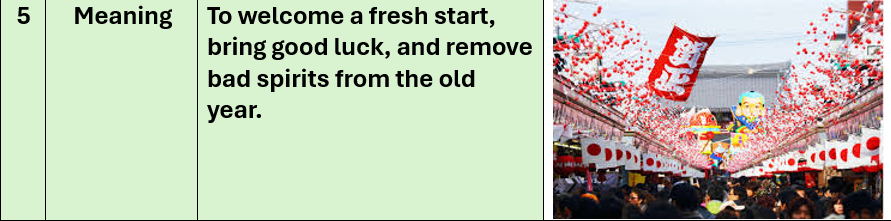 5
Meaning
To welcome a fresh start,
bring good luck, and remove
bad spirits from the old
year.